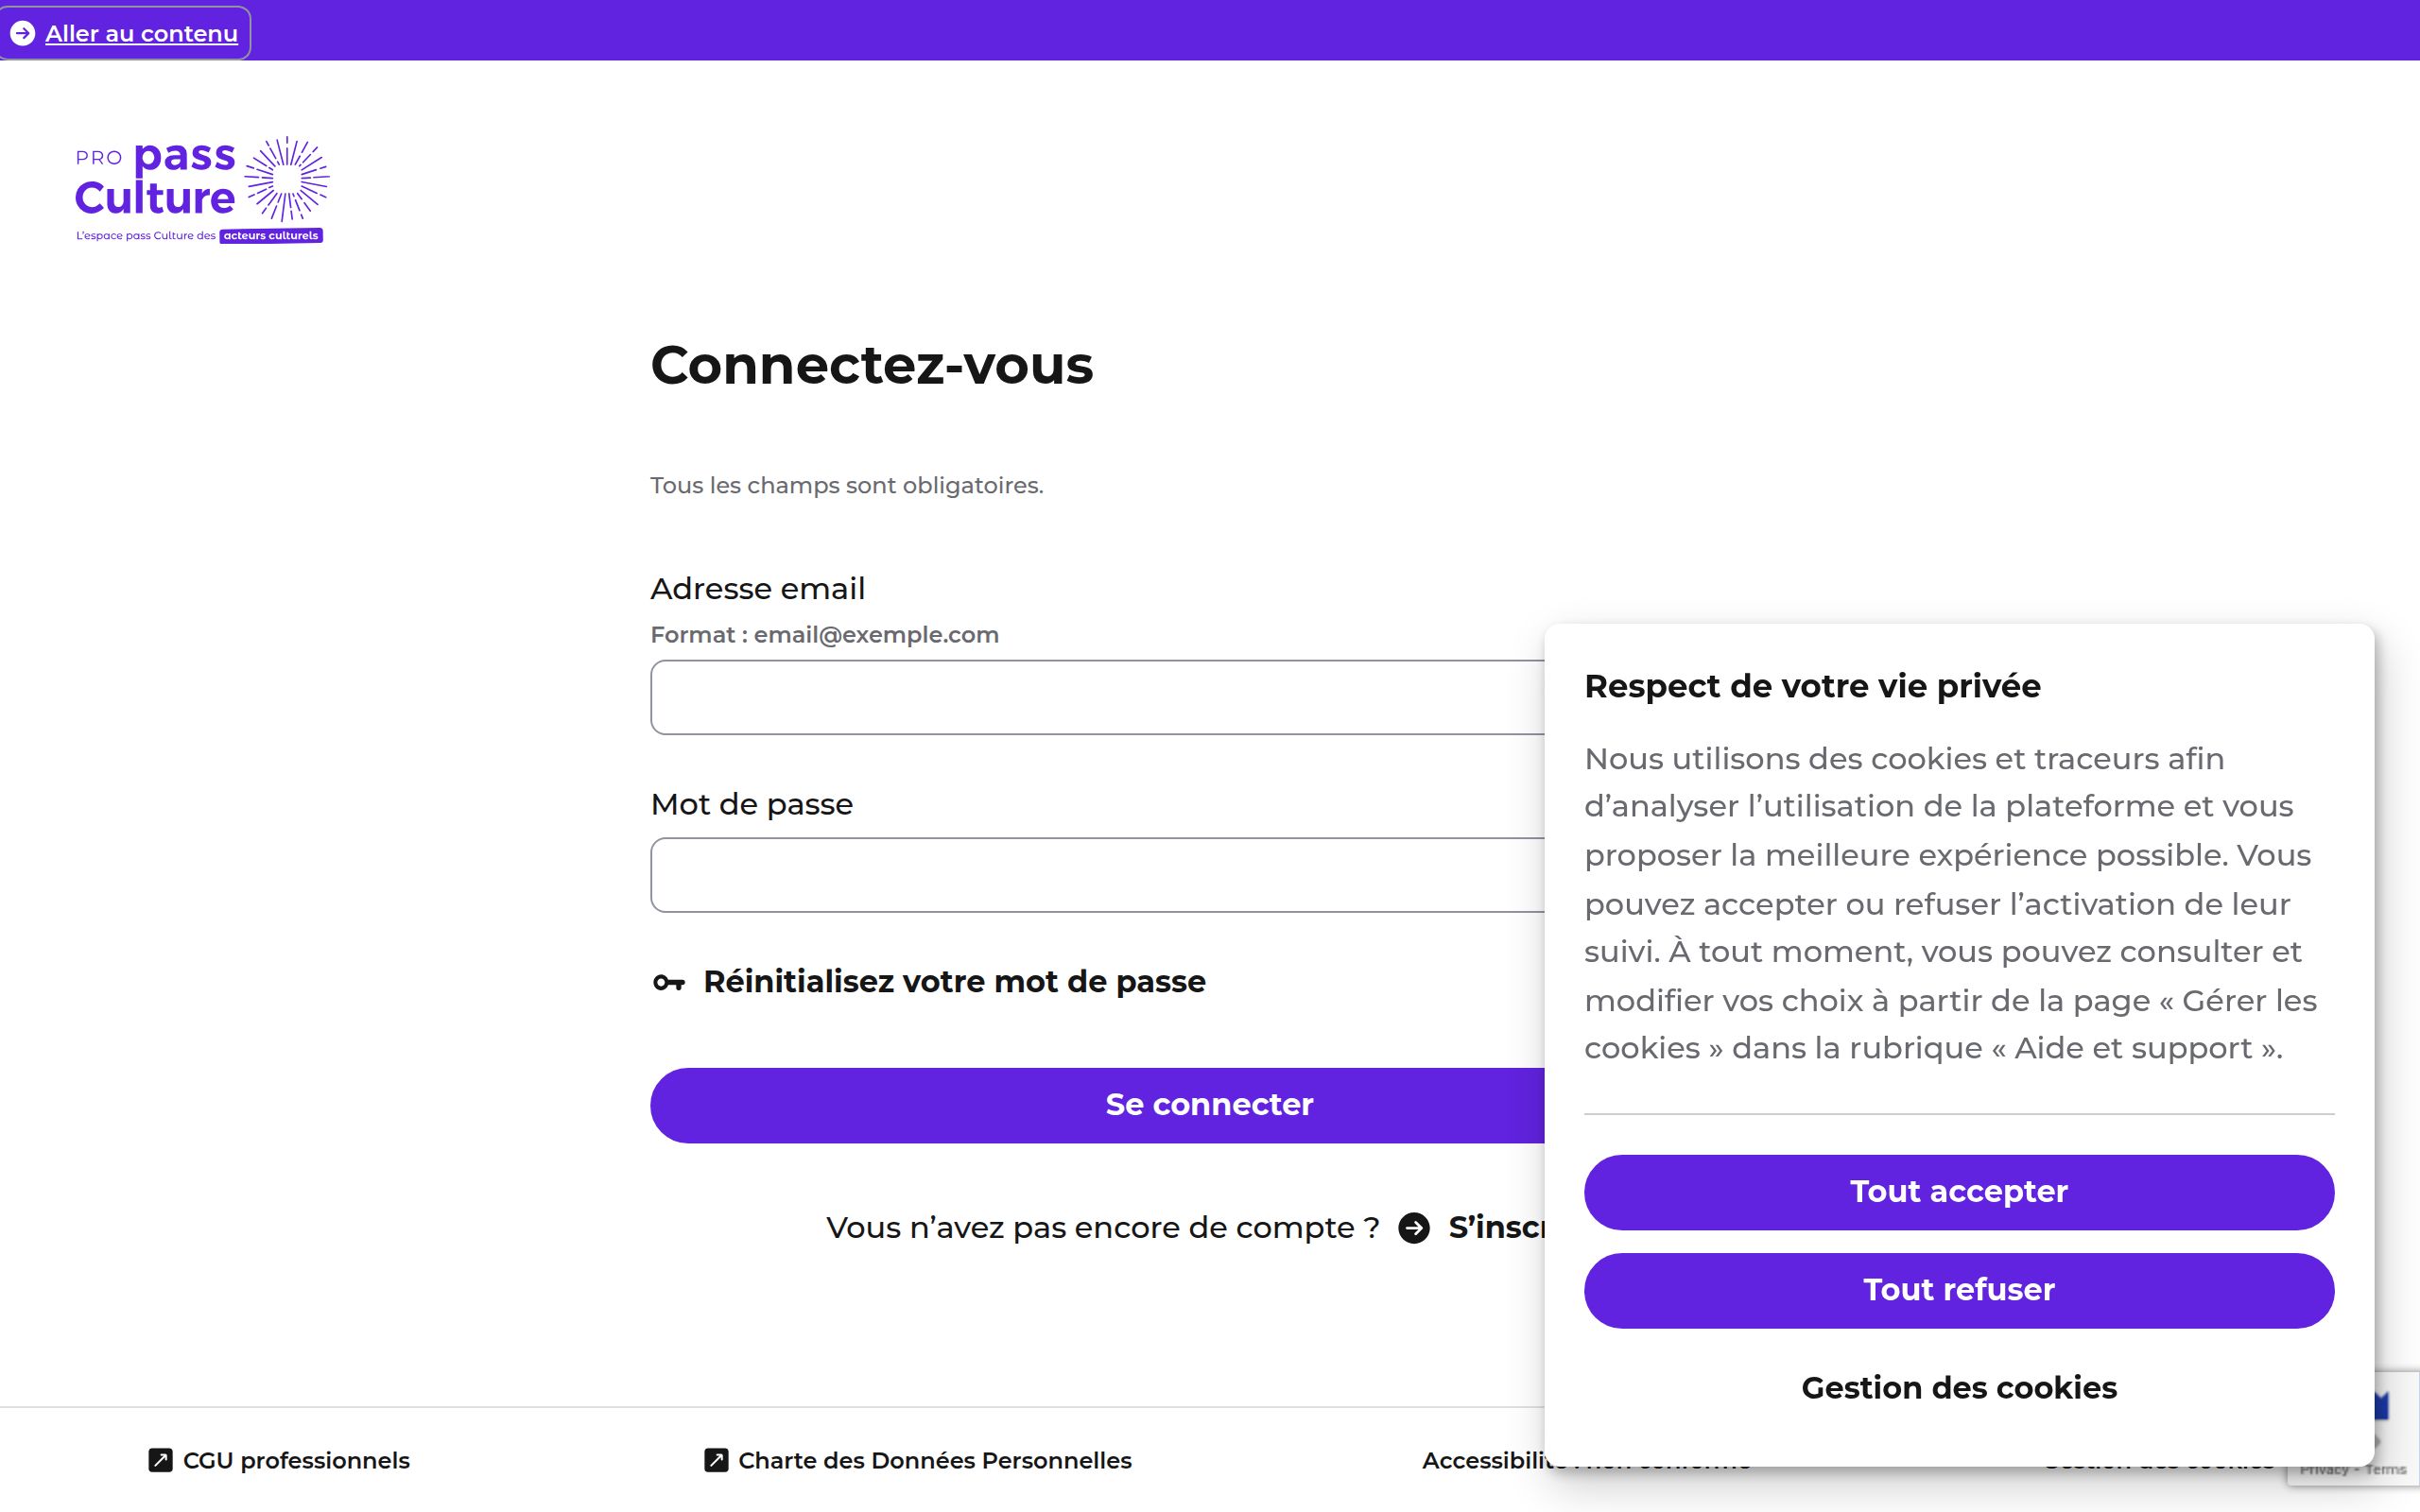 Aller au contenu
PRO pass
Culture
L'espace pass Culture des acteurs culturels
Connectez-vous
Tous les champs sont obligatoires.
Adresse email
Format : email@exemple.com
Mot de passe
Réinitialisez votre mot de passe
Se connecter
Vous n’avez pas encore de compte ? S’inscr
Respect de votre vie privée
Nous utilisons des cookies et traceurs afin
d’analyser l’utilisation de la plateforme et vous
proposer la meilleure expérience possible. Vous
pouvez accepter ou refuser l’activation de leur
suivi. À tout moment, vous pouvez consulter et
modifier vos choix à partir de la page « Gérer les
cookies » dans la rubrique « Aide et support ».
Tout accepter
Tout refuser
Gestion des cookies
CGU professionnels
Charte des Données Personnelles
Privacy - Terms